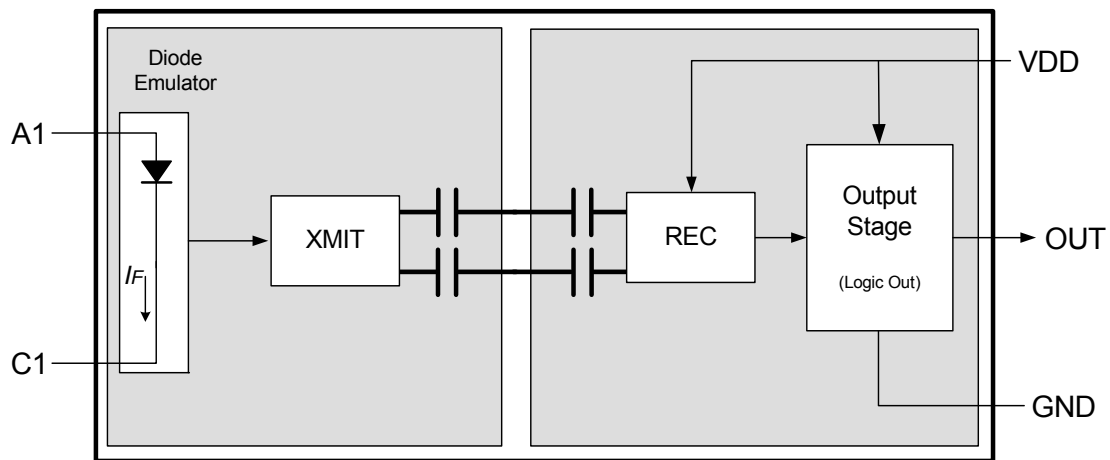 Diode
Emulator
A1
IF
C1
XMIT
REC
Output
Stage
(Logic Out)
VDD
OUT
GND